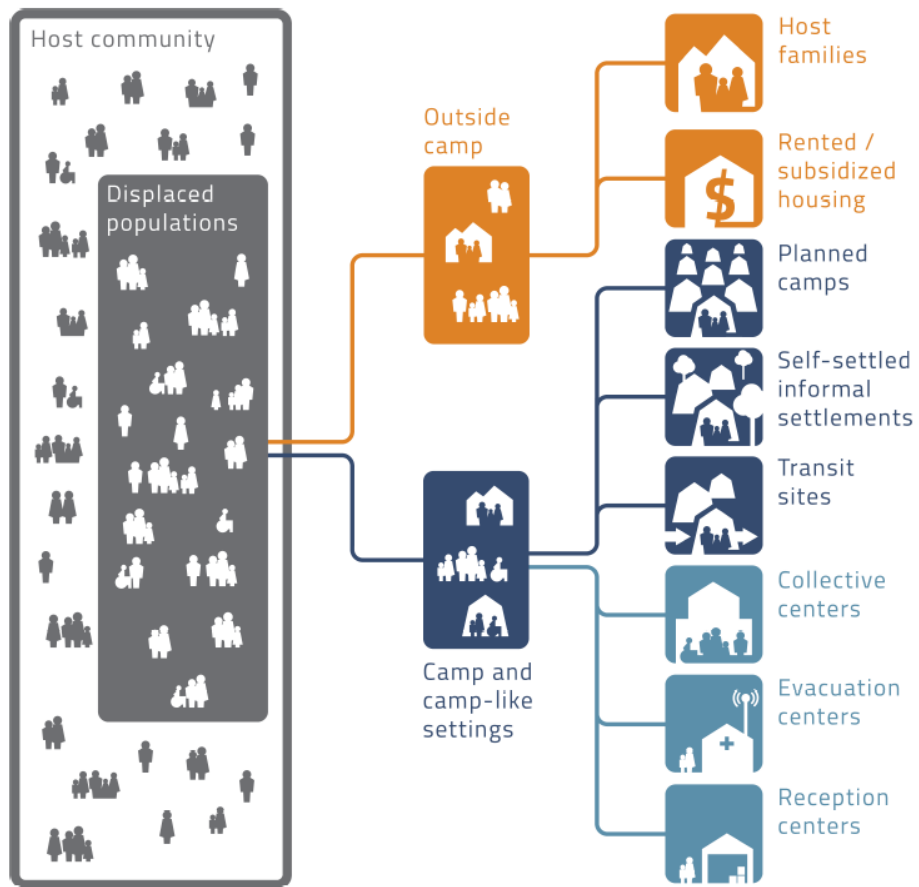 Host community
Displaced
populations
Outside
camp
Camp and
camp-like
settings
Host
families
Rented /
subsidized
housing
$
Planned
camps
Self-settled
informal
settlements
Transit
sites
Collective
centers
Evacuation
centers
Reception
centers